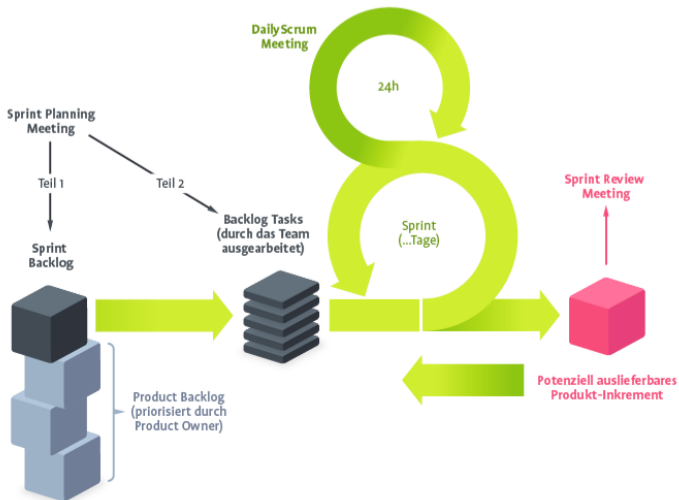 DailyScrum
Meeting
24h
Sprint Planning
Meeting
Teil 1
Teil 2
Sprint
Backlog
Backlog Tasks
(durch das Team
ausgearbeitet)
Sprint
(...Tage)
Sprint Review
Meeting
Product Backlog
(priorisiert durch
Product Owner)
Potenziell auslieferbares
Produkt-Inkrement